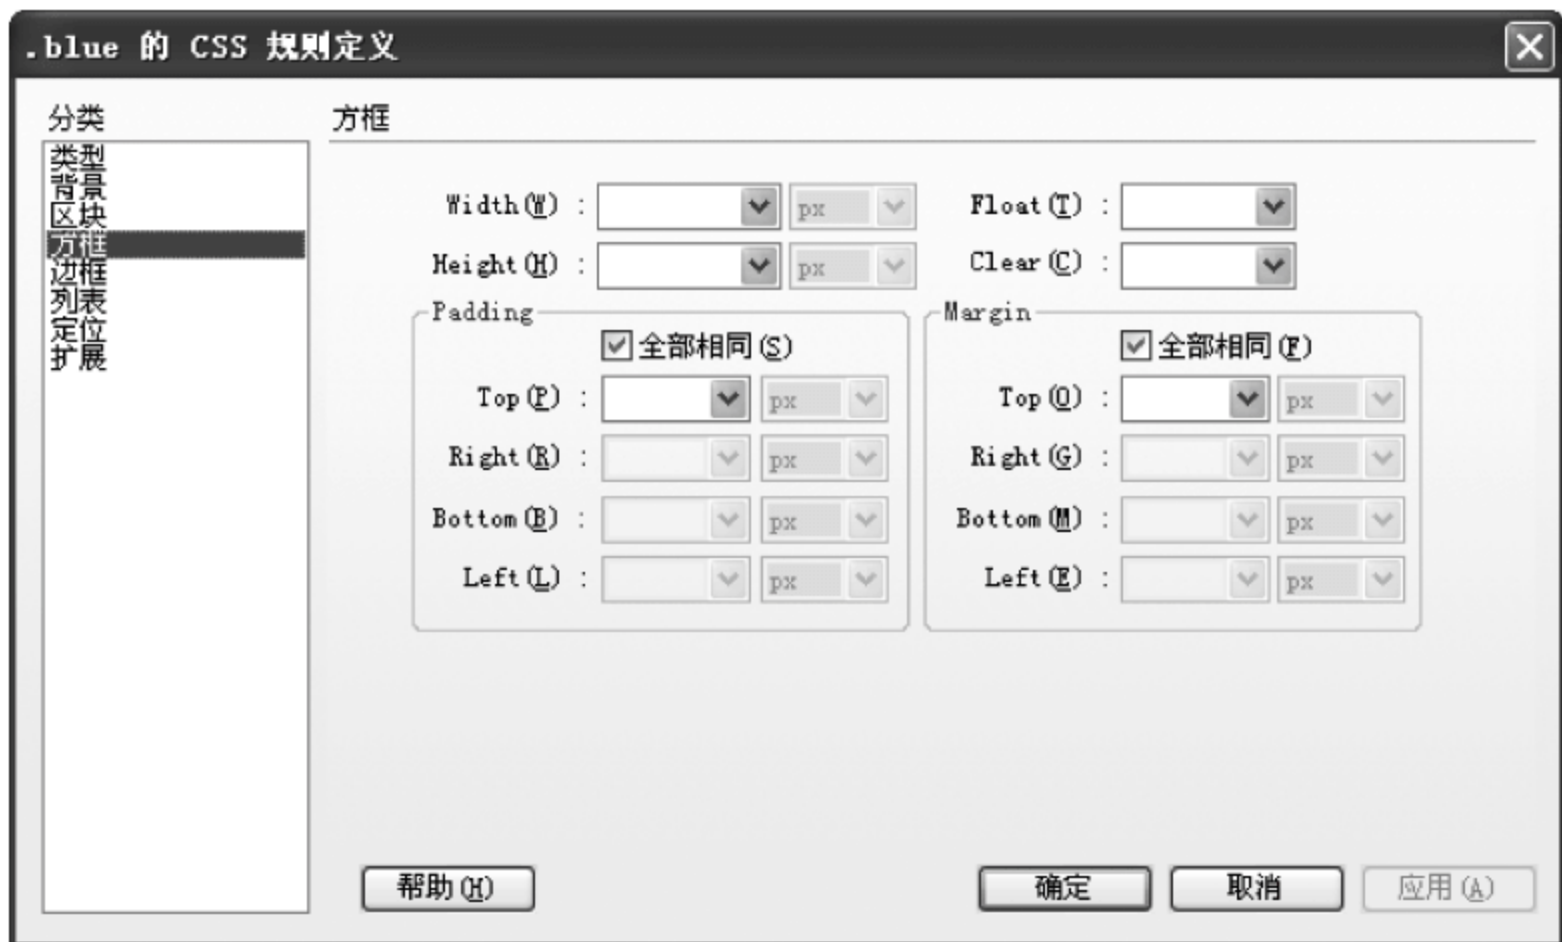 .blue 的 CSS 规则定义
分类
类型
背景
区块
方框
边框
列表
定位
扩展
方框
Width(W) : px
Height(H) : px
Float(T) :
Clear(C) :
Padding
全部相同(S)
Top(P) : px
Right(R) : px
Bottom(B) : px
Left(L) : px
Margin
全部相同(F)
Top(O) : px
Right(G) : px
Bottom(M) : px
Left(E) : px
帮助(H)
确定
取消
应用(A)